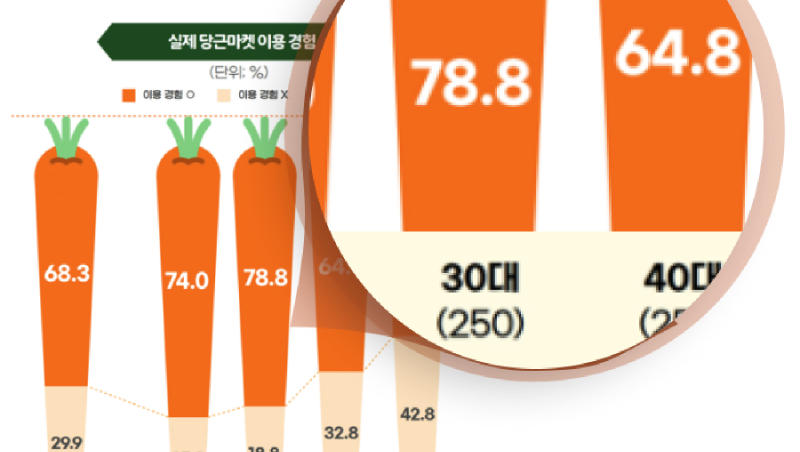 실제 당근마켓 이용 경험
(단위; %)
이용 경험 O 이용 경험 X
78.8 64.8
68.3 74.0 78.8
30대 40대
(250)
29.9 32.8 42.8